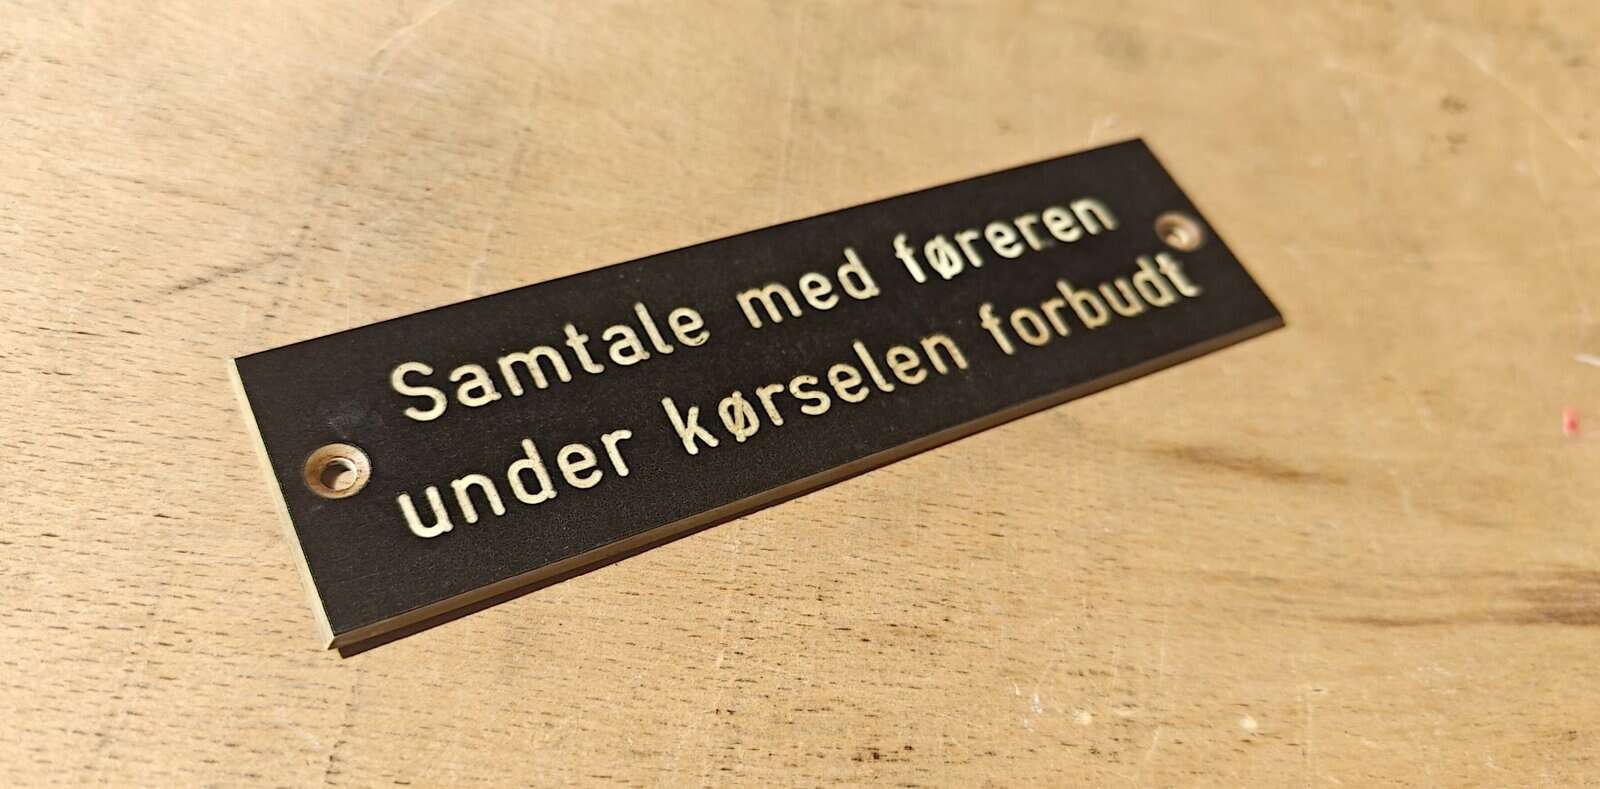 Samtale med føreren
under kørselen forbudt